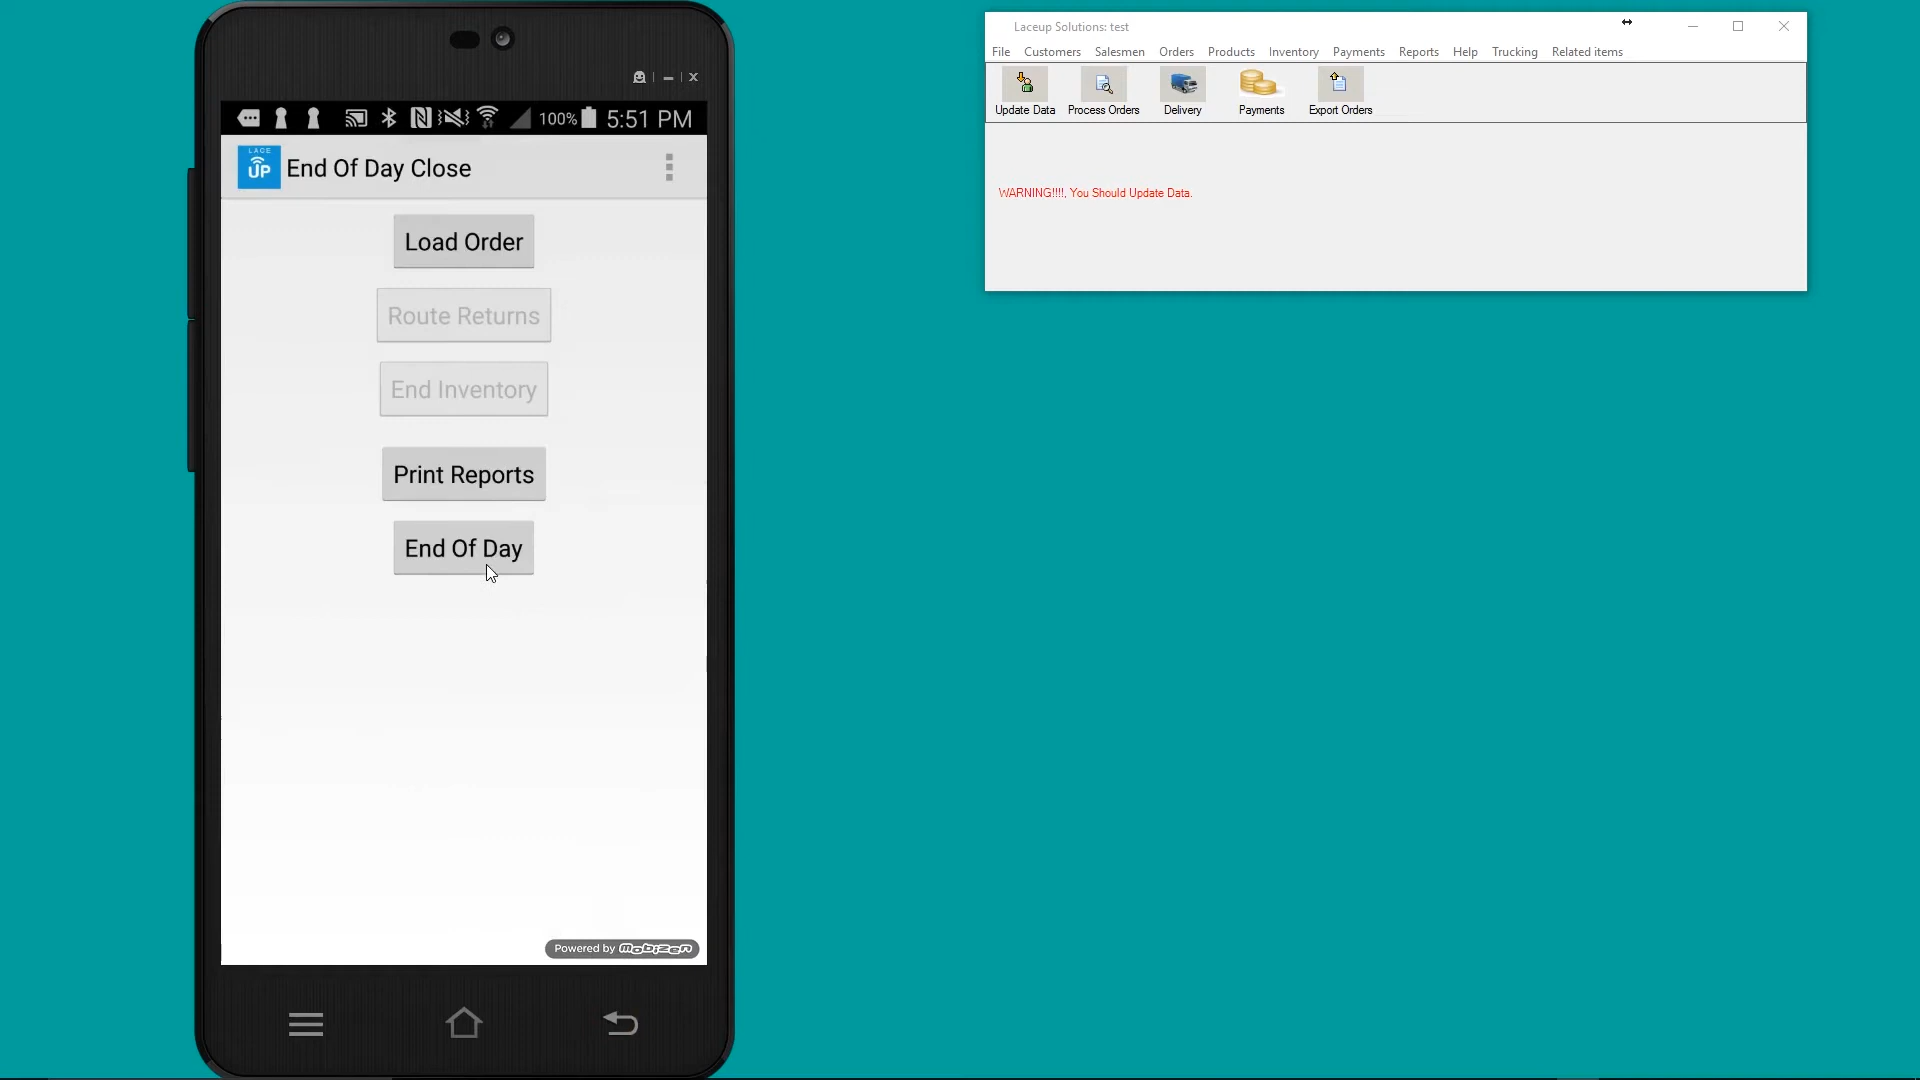 100% 5:51 PM
LACE
UP
End Of Day Close
Load Order
Route Returns
End Inventory
Print Reports
End Of Day
Powered by mobizen
Laceup Solutions: test
File Customers Salesmen Orders Products Inventory Payments Reports Help Trucking Related items
Update Data Process Orders Delivery Payments Export Orders
WARNING!!!!, You Should Update Data.